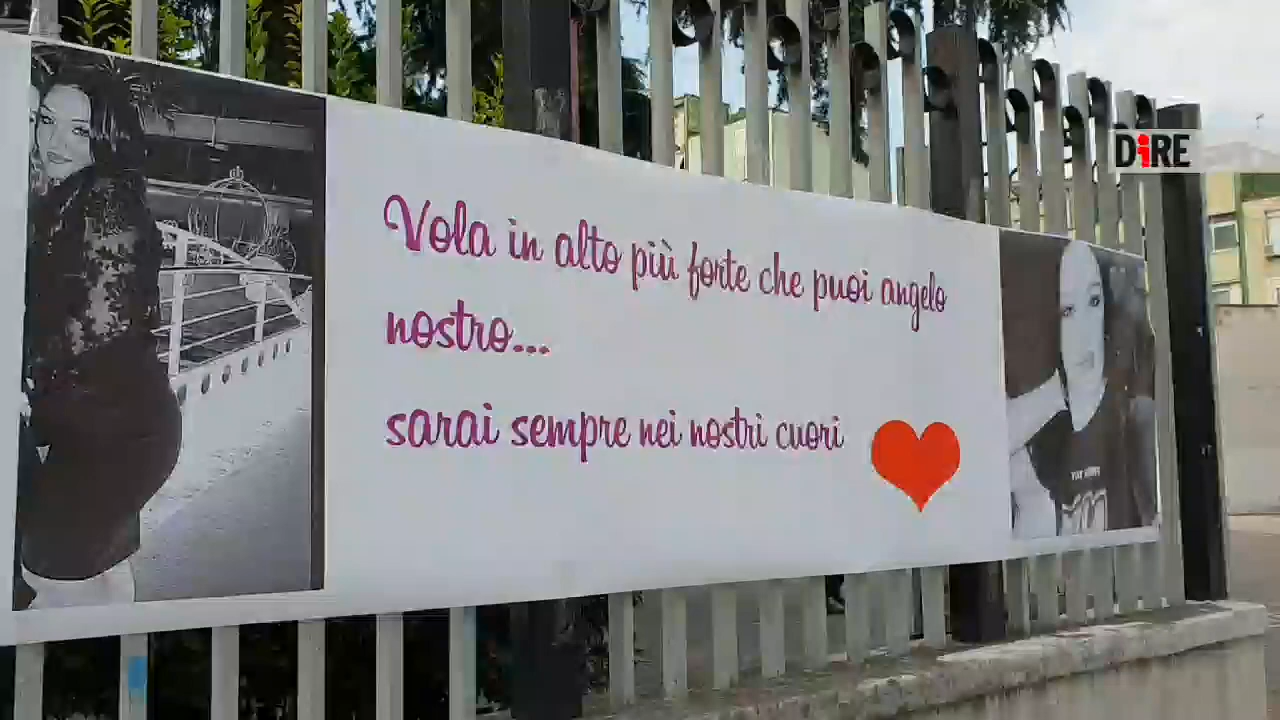 DiRE
Vola in alto più forte che puoi angelo
nostro...
sarai sempre nei nostri cuori